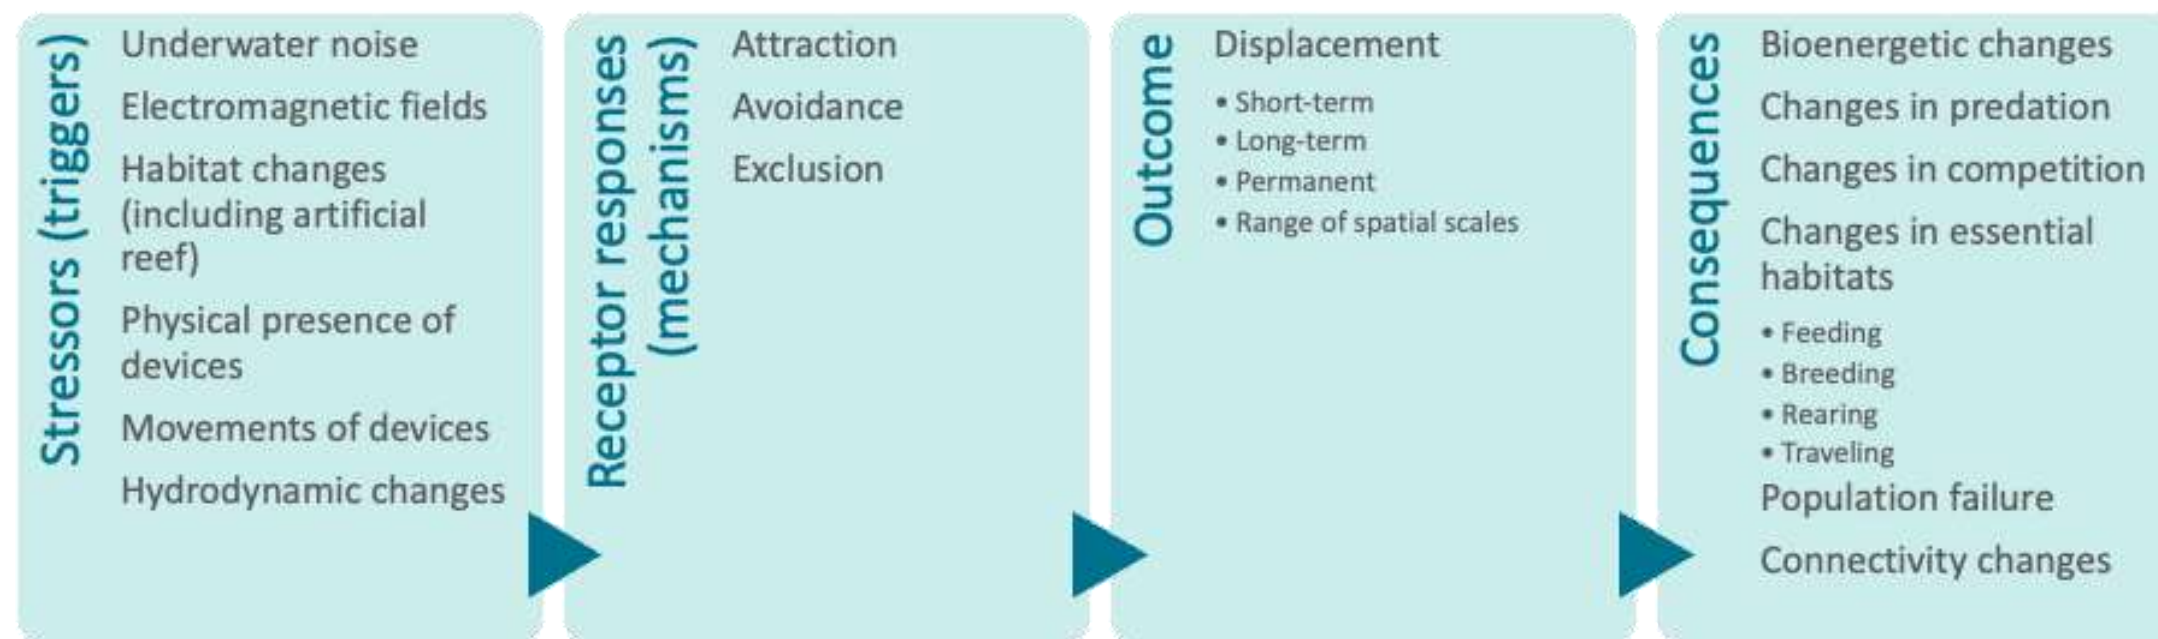 Stressors (triggers)
Underwater noise
Electromagnetic fields
Habitat changes
(including artificial
reef)
Physical presence of
devices
Movements of devices
Hydrodynamic changes
Receptor responses
(mechanisms)
Attraction
Avoidance
Exclusion
Outcome
Displacement
• Short-term
• Long-term
• Permanent
• Range of spatial scales
Consequences
Bioenergetic changes
Changes in predation
Changes in competition
Changes in essential
habitats
• Feeding
• Breeding
• Rearing
• Traveling
Population failure
Connectivity changes